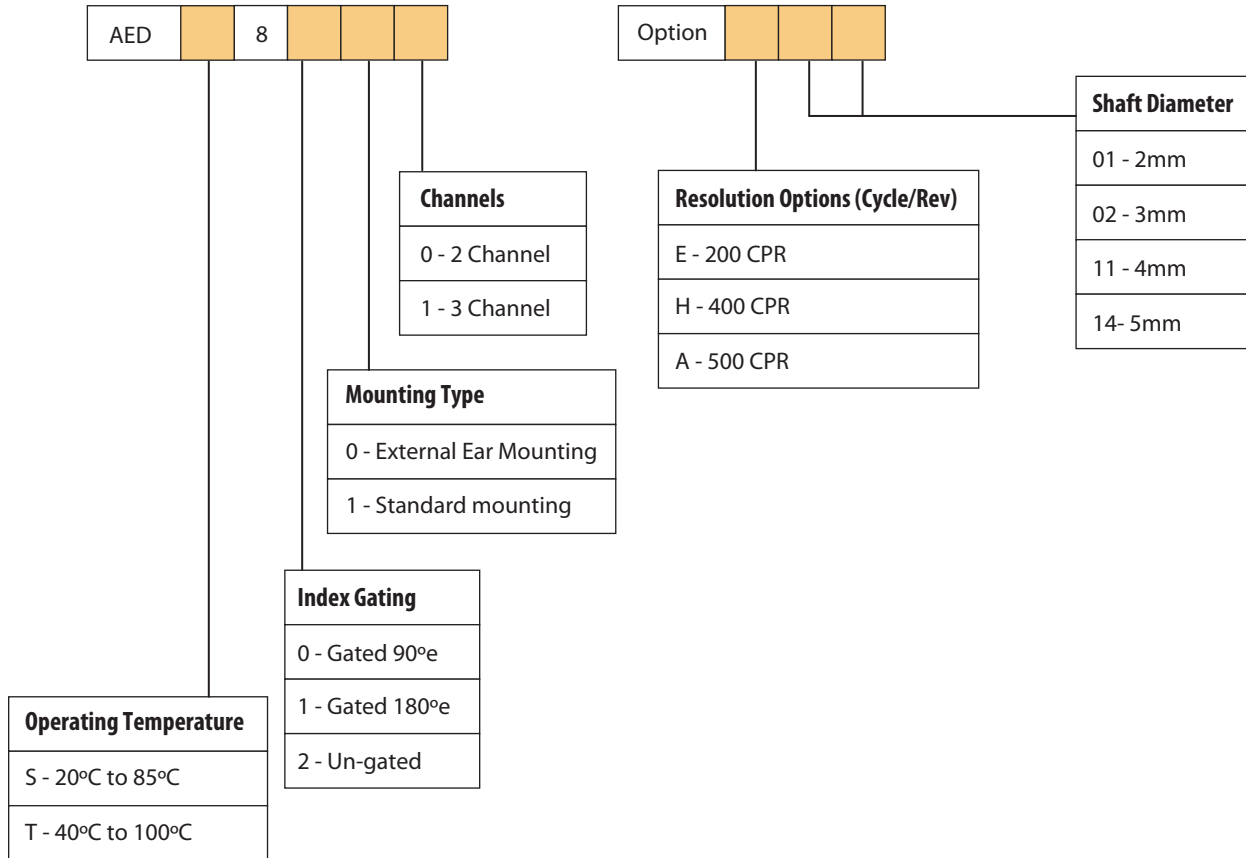 AED 8
Option
Shaft Diameter
01 - 2mm
02 - 3mm
11 - 4mm
14- 5mm
Channels
0 - 2 Channel
1 - 3 Channel
Resolution Options (Cycle/Rev)
E - 200 CPR
H - 400 CPR
A - 500 CPR
Mounting Type
0 - External Ear Mounting
1 - Standard mounting
Index Gating
0 - Gated 90ºe
1 - Gated 180ºe
2 - Un-gated
Operating Temperature
S - 20ºC to 85ºC
T - 40ºC to 100ºC